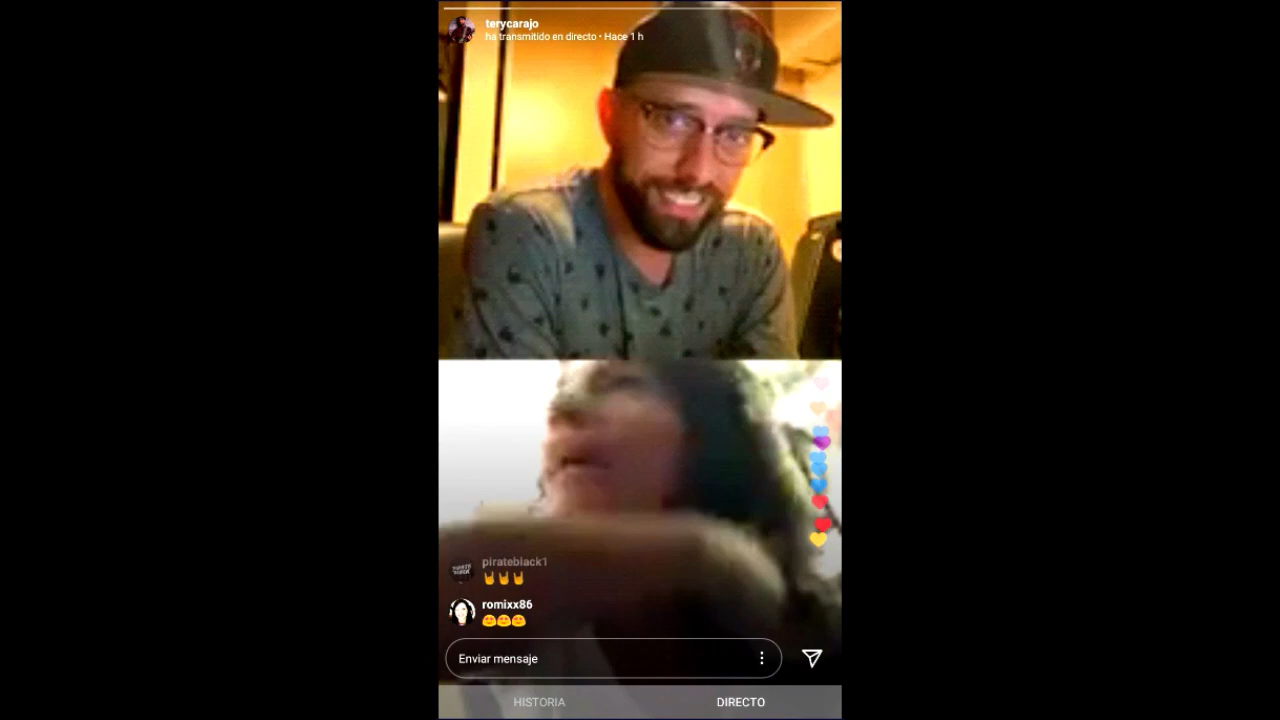 terycarajo
ha transmitido en directo • Hace 1 h
pirateblack1
romixx86
Enviar mensaje
HISTORIA
DIRECTO